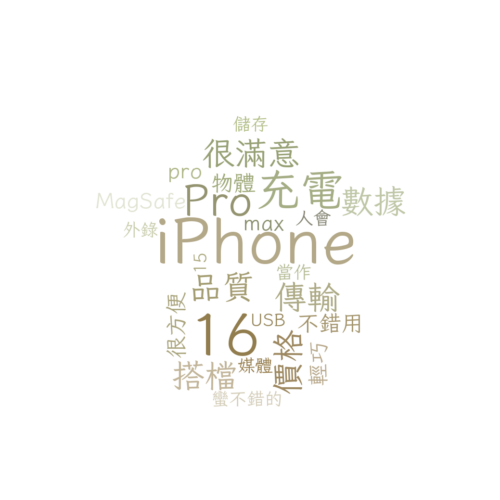 儲存
很滿意
pro
物體
充電
MagSafe
Pro
數據
外錄
max
人會
iPhone
15
當作
品質
傳輸
很方便
16
USB
不錯用
價格
搭檔
媒體
輕巧
蠻不錯的